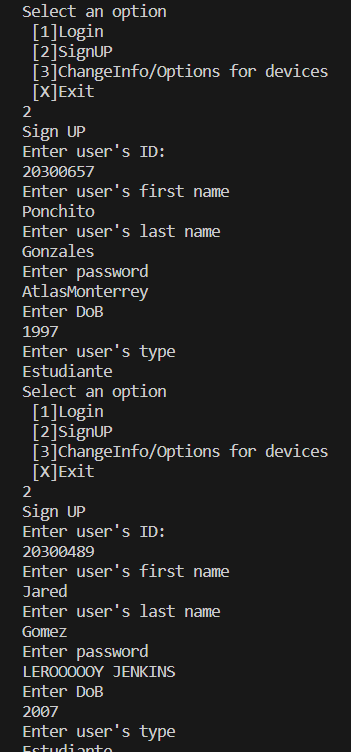 Select an option
[1]Login
[2]SignUP
[3]ChangeInfo/Options for devices
[X]Exit
2
Sign UP
Enter user's ID:
20300657
Enter user's first name
Ponchito
Enter user's last name
Gonzales
Enter password
AtlasMonterrey
Enter DoB
1997
Enter user's type
Estudiante
Select an option
[1]Login
[2]SignUP
[3]ChangeInfo/Options for devices
[X]Exit
2
Sign UP
Enter user's ID:
20300489
Enter user's first name
Jared
Enter user's last name
Gomez
Enter password
LEROOOOOY JENKINS
Enter DoB
2007
Enter user's type
Estudiante